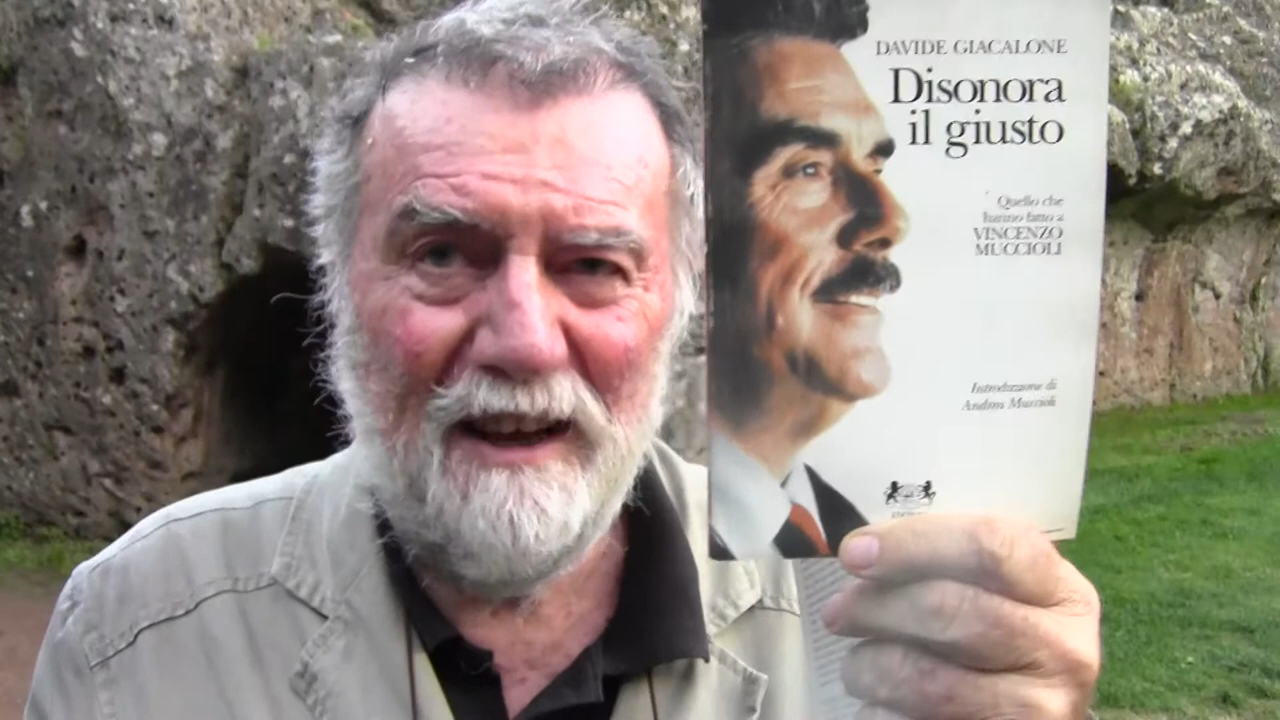 DAVIDE GIACALONE
Disonora
il giusto
Quello che
hanno fatto a
VINCENZO
MUCCIOLI
Introduzione di
Andrea Muccioli